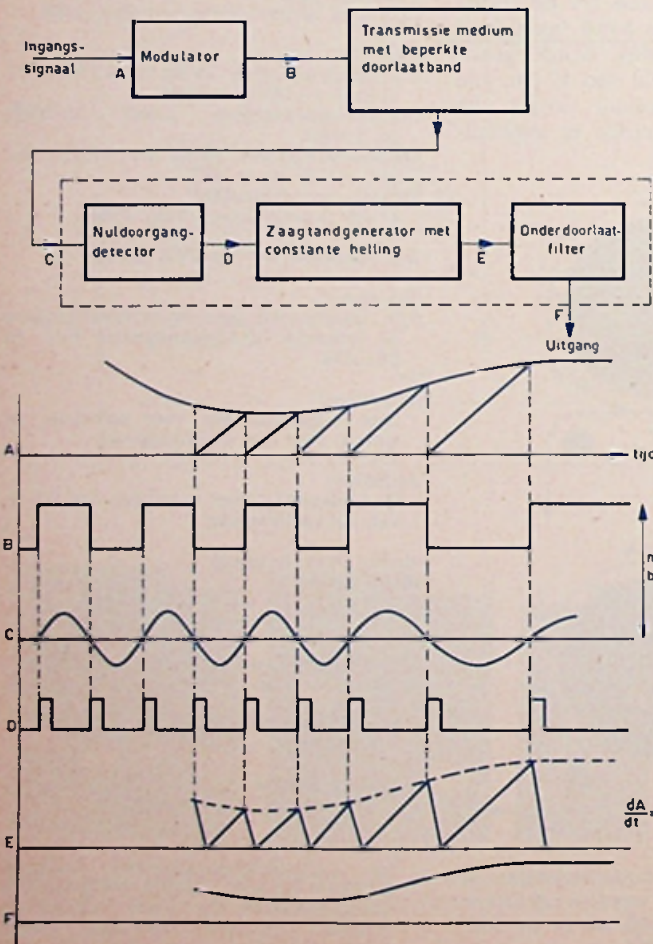 Ingangs-
signaal
A
Modulator
B
Transmissie medium
met beperkte
doorlaatband
C
Nuldoorgang-
detector
D
Zaagtandgenerator met
constante helling
E
Onderdoorlaat-
filter
F
Uitgang
A
tijd
B
C
D
E
dA
dt
F